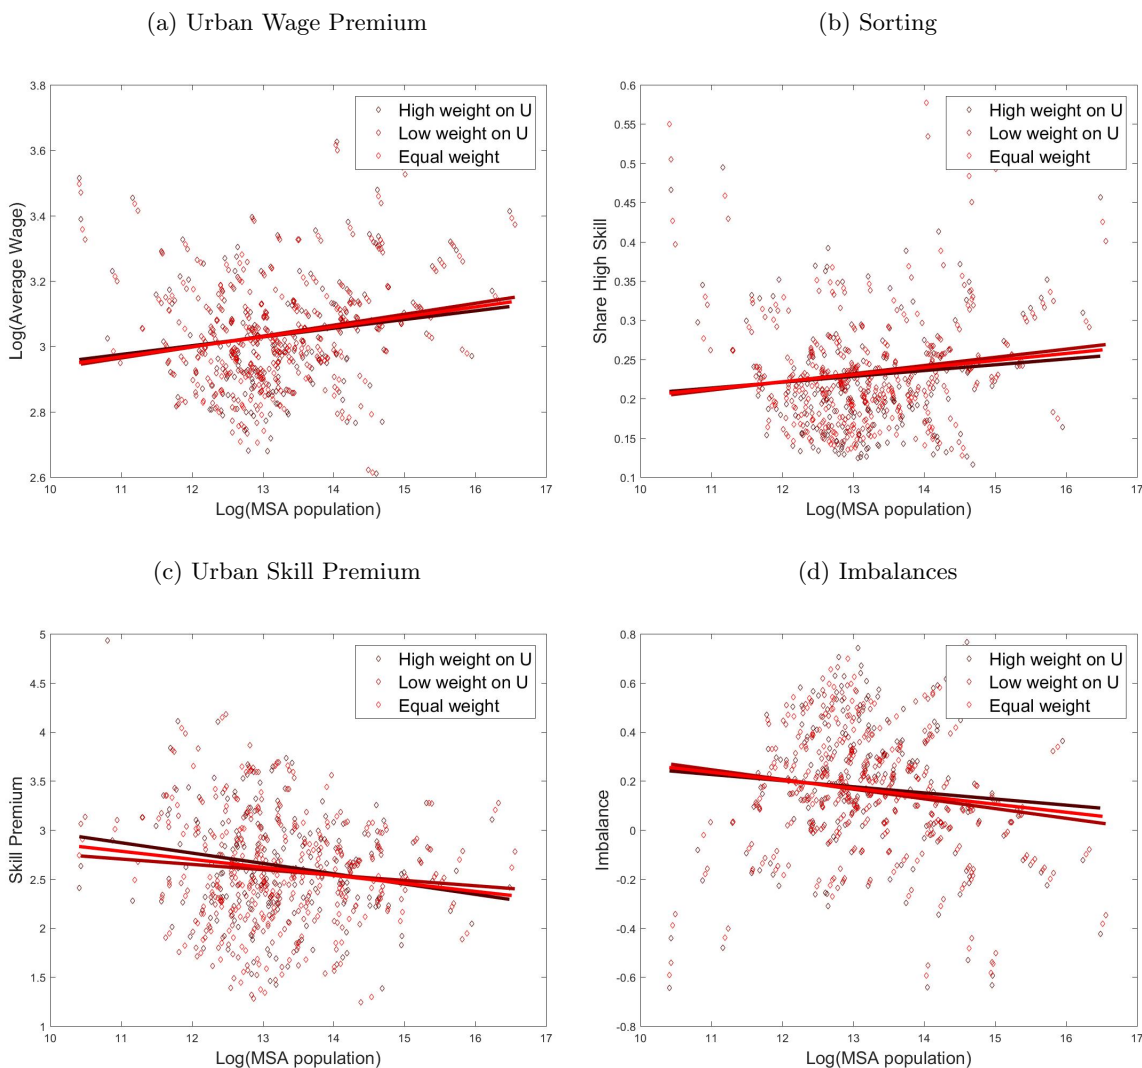 (a) Urban Wage Premium
3.8
3.6
3.4
3.2
3
2.8
2.6
Log(Average Wage)
High weight on U
Low weight on U
Equal weight
10 11 12 13 14 15 16 17
Log(MSA population)
(b) Sorting
0.6
0.55
0.5
0.45
0.4
0.35
0.3
0.25
0.2
0.15
0.1
Share High Skill
High weight on U
Low weight on U
Equal weight
10 11 12 13 14 15 16 17
Log(MSA population)
(c) Urban Skill Premium
5
4.5
4
3.5
3
2.5
2
1.5
1
Skill Premium
High weight on U
Low weight on U
Equal weight
10 11 12 13 14 15 16 17
Log(MSA population)
(d) Imbalances
0.8
0.6
0.4
0.2
0
-0.2
-0.4
-0.6
-0.8
Imbalance
High weight on U
Low weight on U
Equal weight
10 11 12 13 14 15 16 17
Log(MSA population)